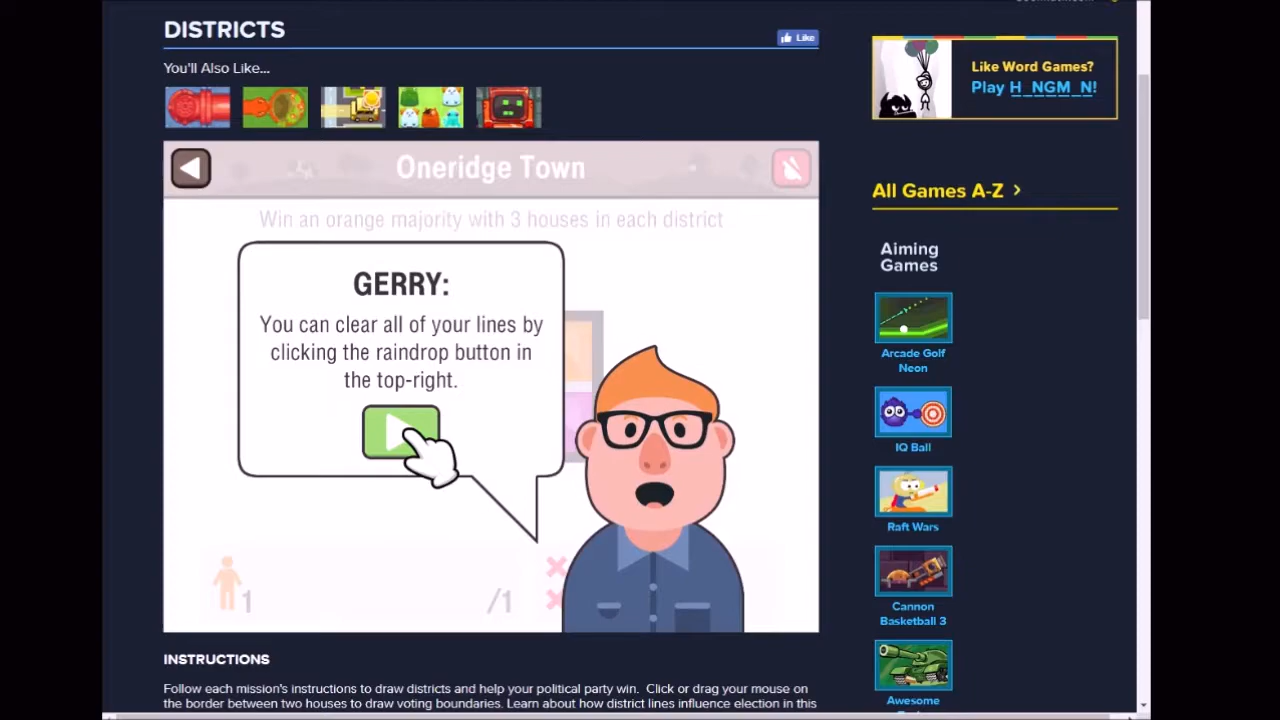 DISTRICTS
Like
You'll Also Like...
Like Word Games?
Play H_NGM_N!
Oneridge Town
Win an orange majority with 3 houses in each district
GERRY:
You can clear all of your lines by
clicking the raindrop button in
the top-right.
1
/1
All Games A-Z >
Aiming
Games
Arcade Golf
Neon
IQ Ball
Raft Wars
Cannon
Basketball 3
Awesome
INSTRUCTIONS
Follow each mission's instructions to draw districts and help your political party win. Click or drag your mouse on
the border between two houses to draw voting boundaries. Learn about how district lines influence election in this